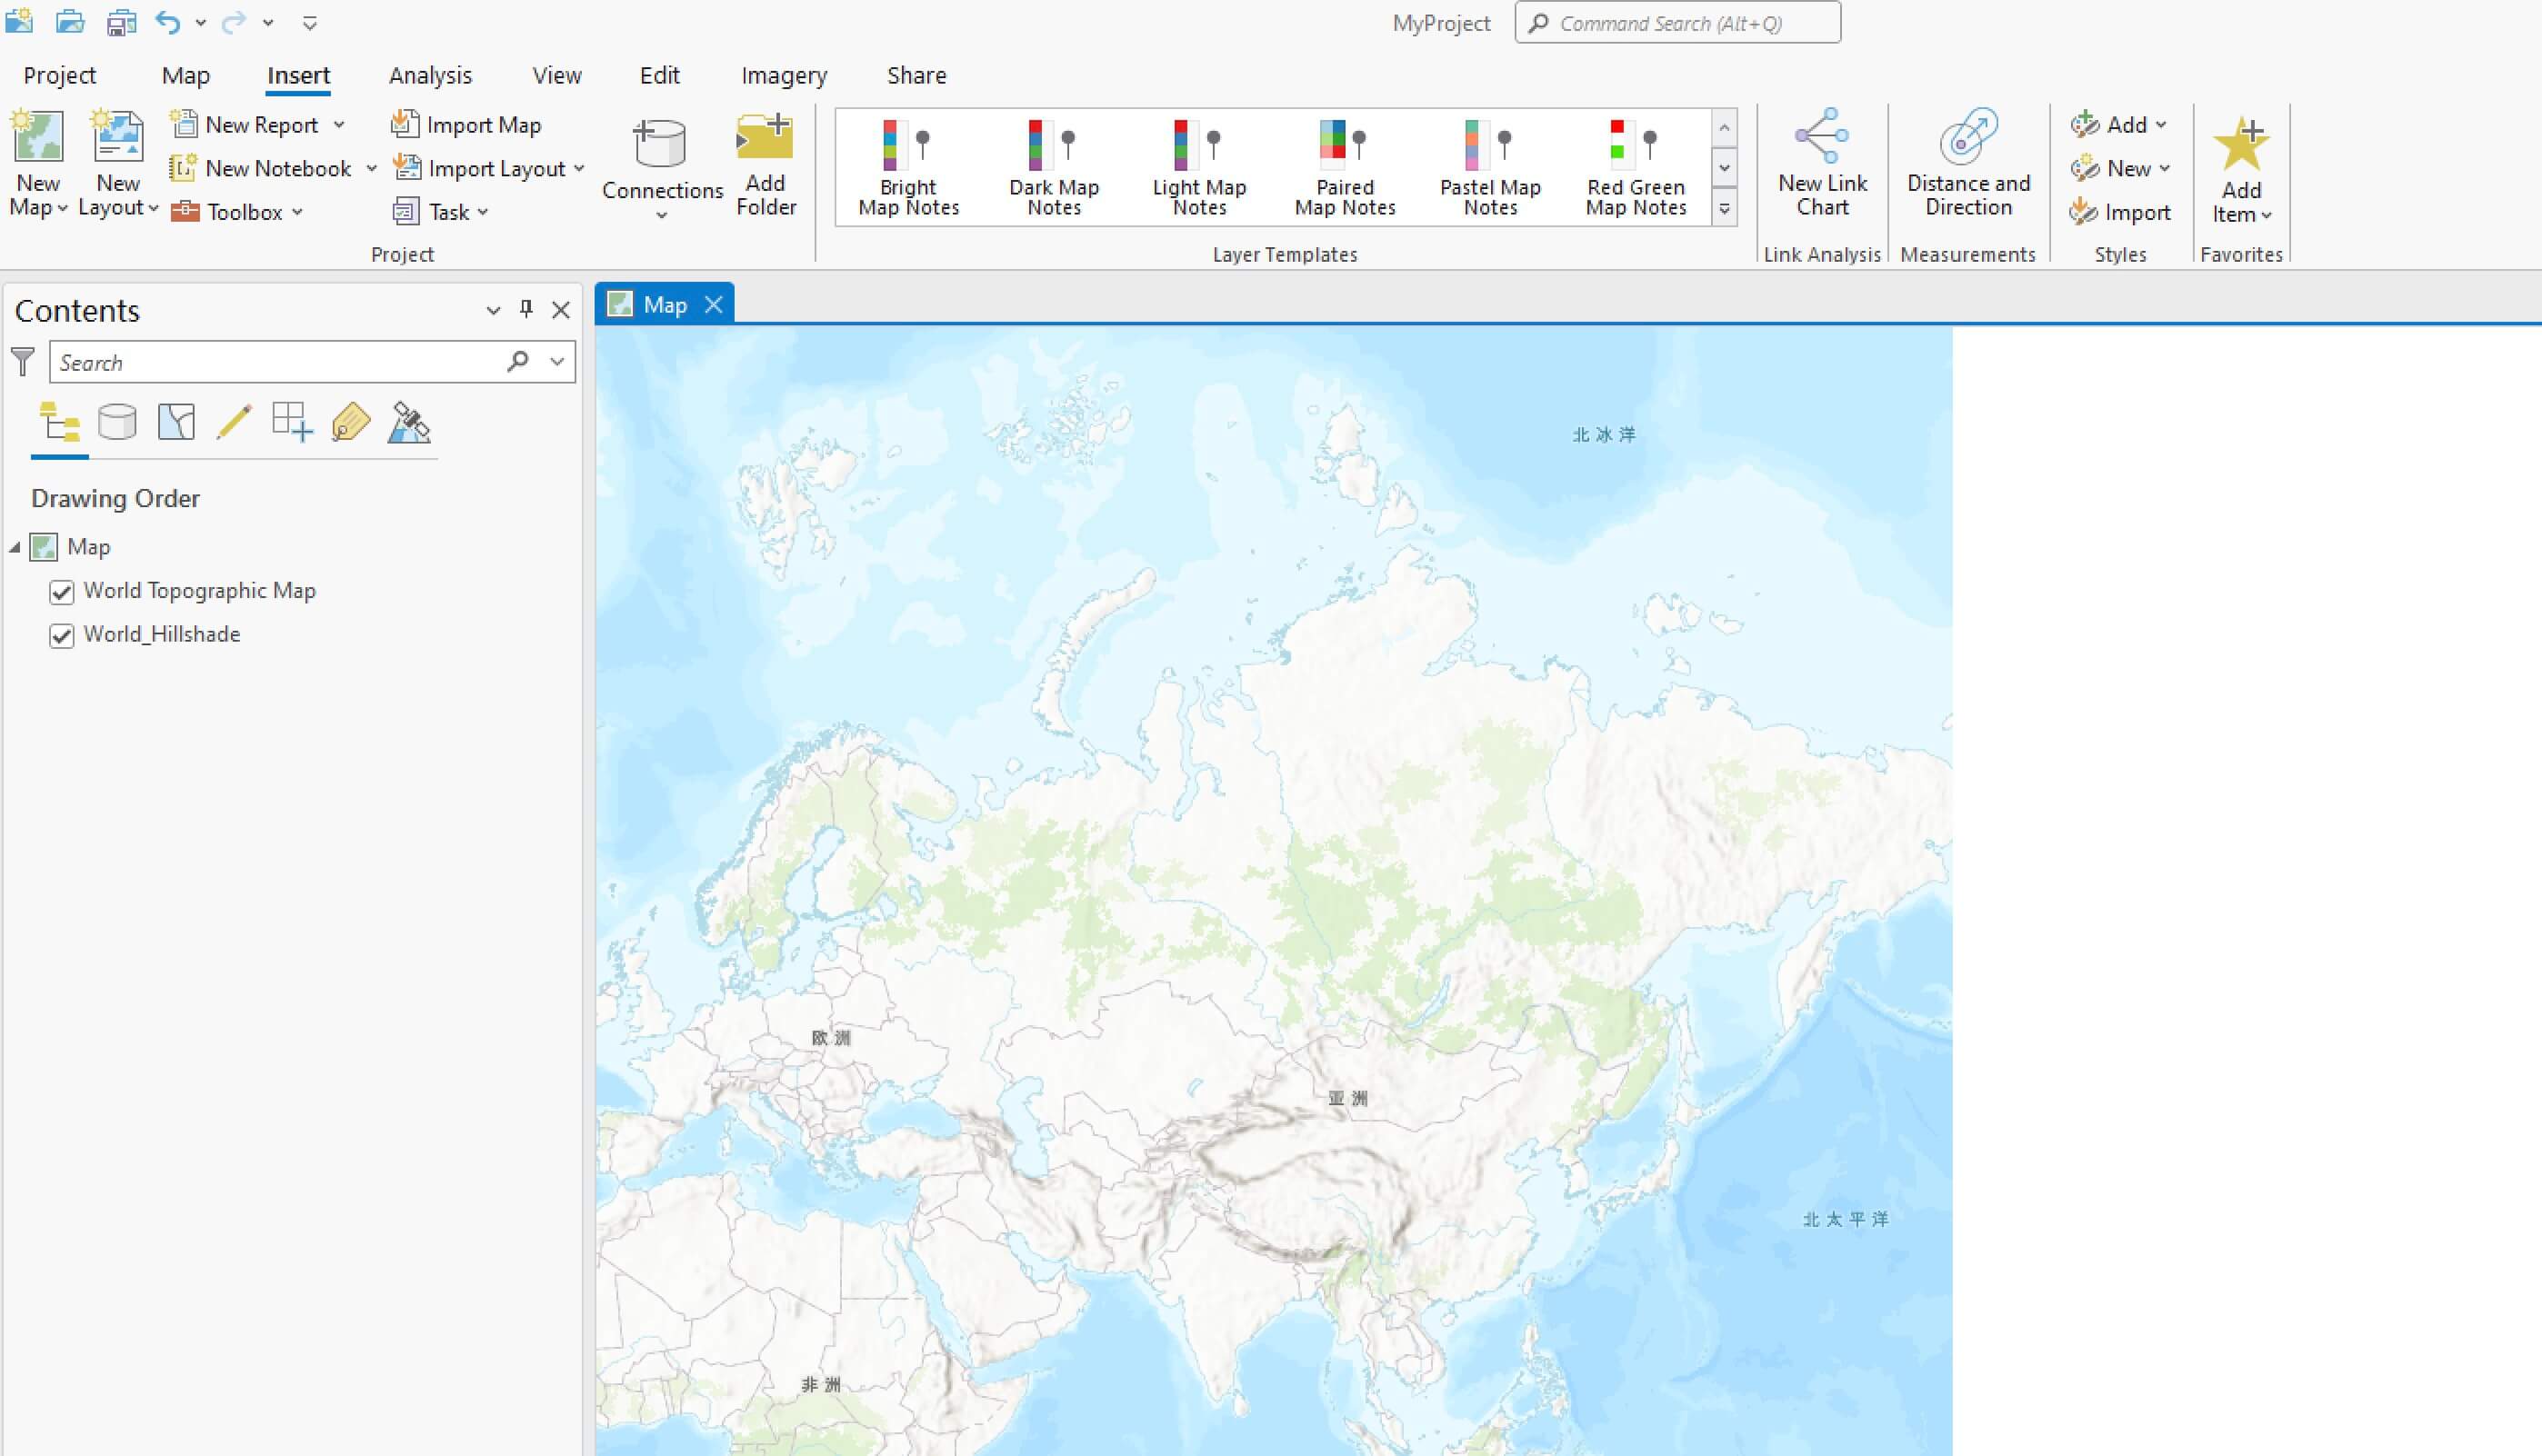 MyProject
Command Search (Alt+Q)
Project
Map
Insert
Analysis
View
Edit
Imagery
Share
New
Map
New
Layout
New Report
New Notebook
Toolbox
Import Map
Import Layout
Task
Connections
Add
Folder
Project
Bright
Map Notes
Dark Map
Notes
Light Map
Notes
Paired
Map Notes
Pastel Map
Notes
Red Green
Map Notes
Layer Templates
New Link
Chart
Link Analysis
Distance and
Direction
Measurements
Add
New
Import
Styles
Add
Item
Favorites
Contents
Search
Drawing Order
Map
World Topographic Map
World_Hillshade
Map
北冰洋
欧洲
亚洲
北太平洋
非洲